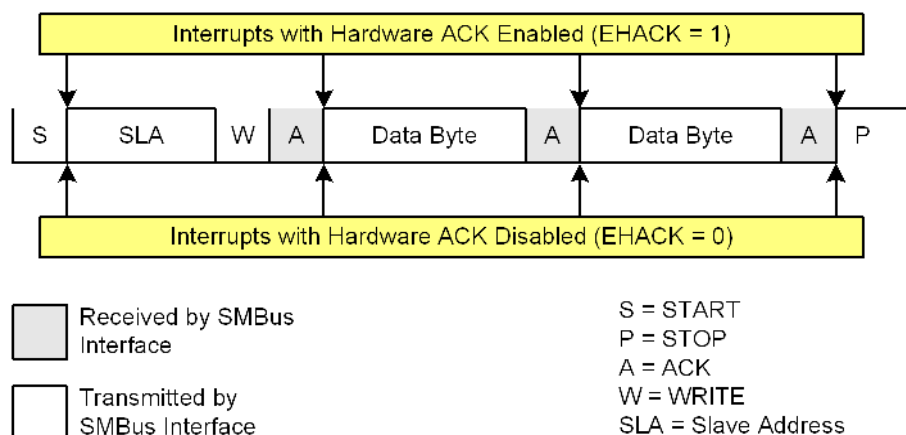 Interrupts with Hardware ACK Enabled (EHACK = 1)
S SLA W A Data Byte A Data Byte A P
Interrupts with Hardware ACK Disabled (EHACK = 0)
Received by SMBus
Interface
Transmitted by
SMBus Interface
S = START
P = STOP
A = ACK
W = WRITE
SLA = Slave Address